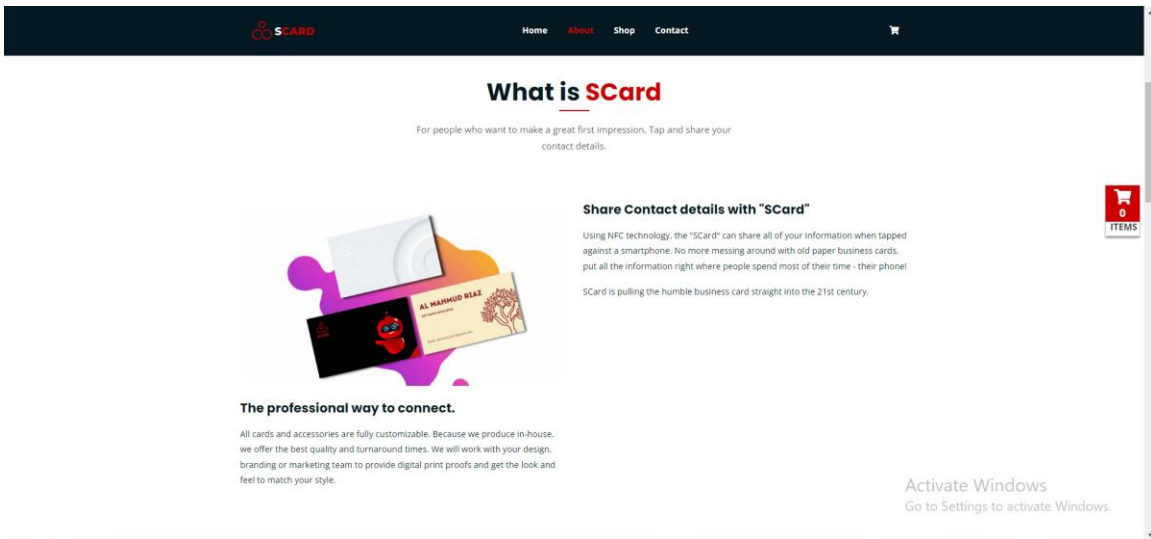 SCARD
Home About Shop Contact
What is SCard
For people who want to make a great first impression. Tap and share your
contact details.
0
ITEMS
AL MAHMUD RIAZ
Share Contact details with "SCard"
Using NFC technology, the "SCard" can share all of your information when tapped
against a smartphone. No more messing around with old paper business cards,
put all the information right where people spend most of their time - their phone!
SCard is pulling the humble business card straight into the 21st century.
The professional way to connect.
All cards and accessories are fully customizable. Because we produce in-house,
we offer the best quality and turnaround times. We will work with your design,
branding or marketing team to provide digital print proofs and get the look and
feel to match your style.
Activate Windows
Go to Settings to activate Windows.